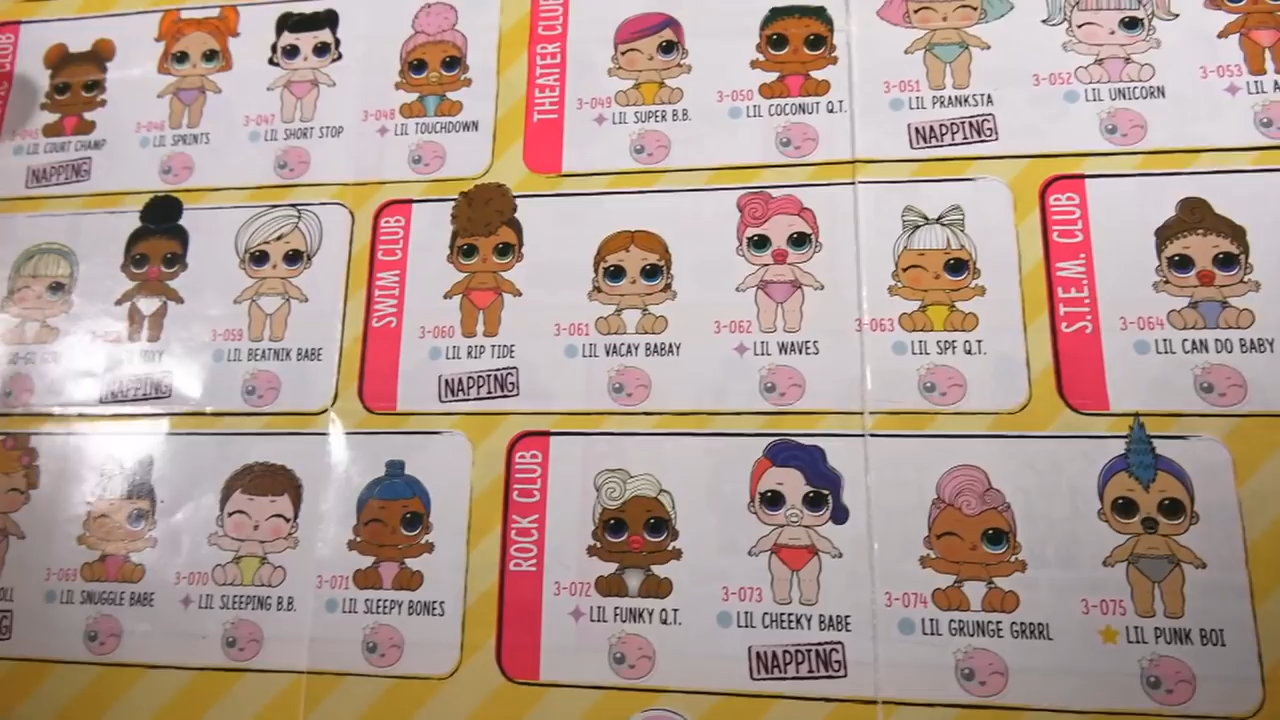 THEATER CLUB
3-045
LIL COURT CHAMP
NAPPING
3-046
LIL SPRINTS
3-047
LIL SHORT STOP
3-048
LIL TOUCHDOWN
3-049
LIL SUPER B.B.
3-050
LIL COCONUT Q.T.
3-051
LIL PRANKSTA
NAPPING
3-052
LIL UNICORN
3-053
LIL
NAPPING
3-059
LIL BEATNIK BABE
SWIM CLUB
3-060
LIL RIP TIDE
NAPPING
3-061
LIL VACAY BABAY
3-062
LIL WAVES
3-063
LIL SPF Q.T.
S.T.E.M. CLUB
3-064
LIL CAN DO BABY
3-069
LIL SNUGGLE BABE
3-070
LIL SLEEPING B.B.
3-071
LIL SLEEPY BONES
ROCK CLUB
3-072
LIL FUNKY Q.T.
3-073
LIL CHEEKY BABE
NAPPING
3-074
LIL GRUNGE GRRRL
3-075
LIL PUNK BOI